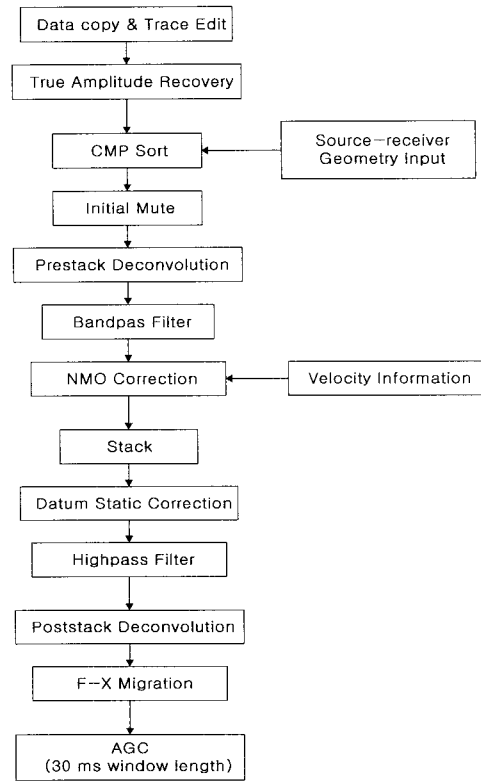 Data copy & Trace Edit
True Amplitude Recovery
CMP Sort
Source-receiver
Geometry Input
Initial Mute
Prestack Deconvolution
Bandpas Filter
NMO Correction
Velocity Information
Stack
Datum Static Correction
Highpass Filter
Poststack Deconvolution
F-X Migration
AGC
(30 ms window length)